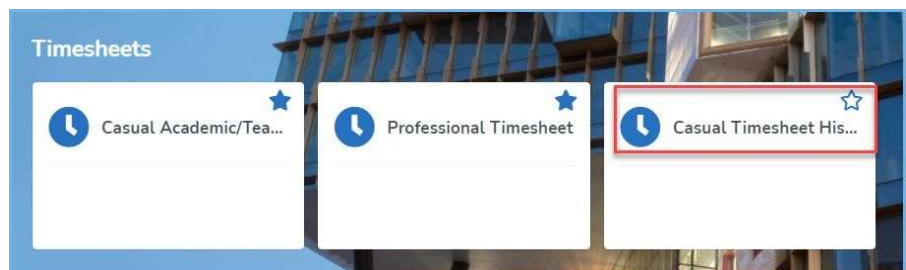 Timesheets
Casual Academic/Tea...
Professional Timesheet
Casual Timesheet His...